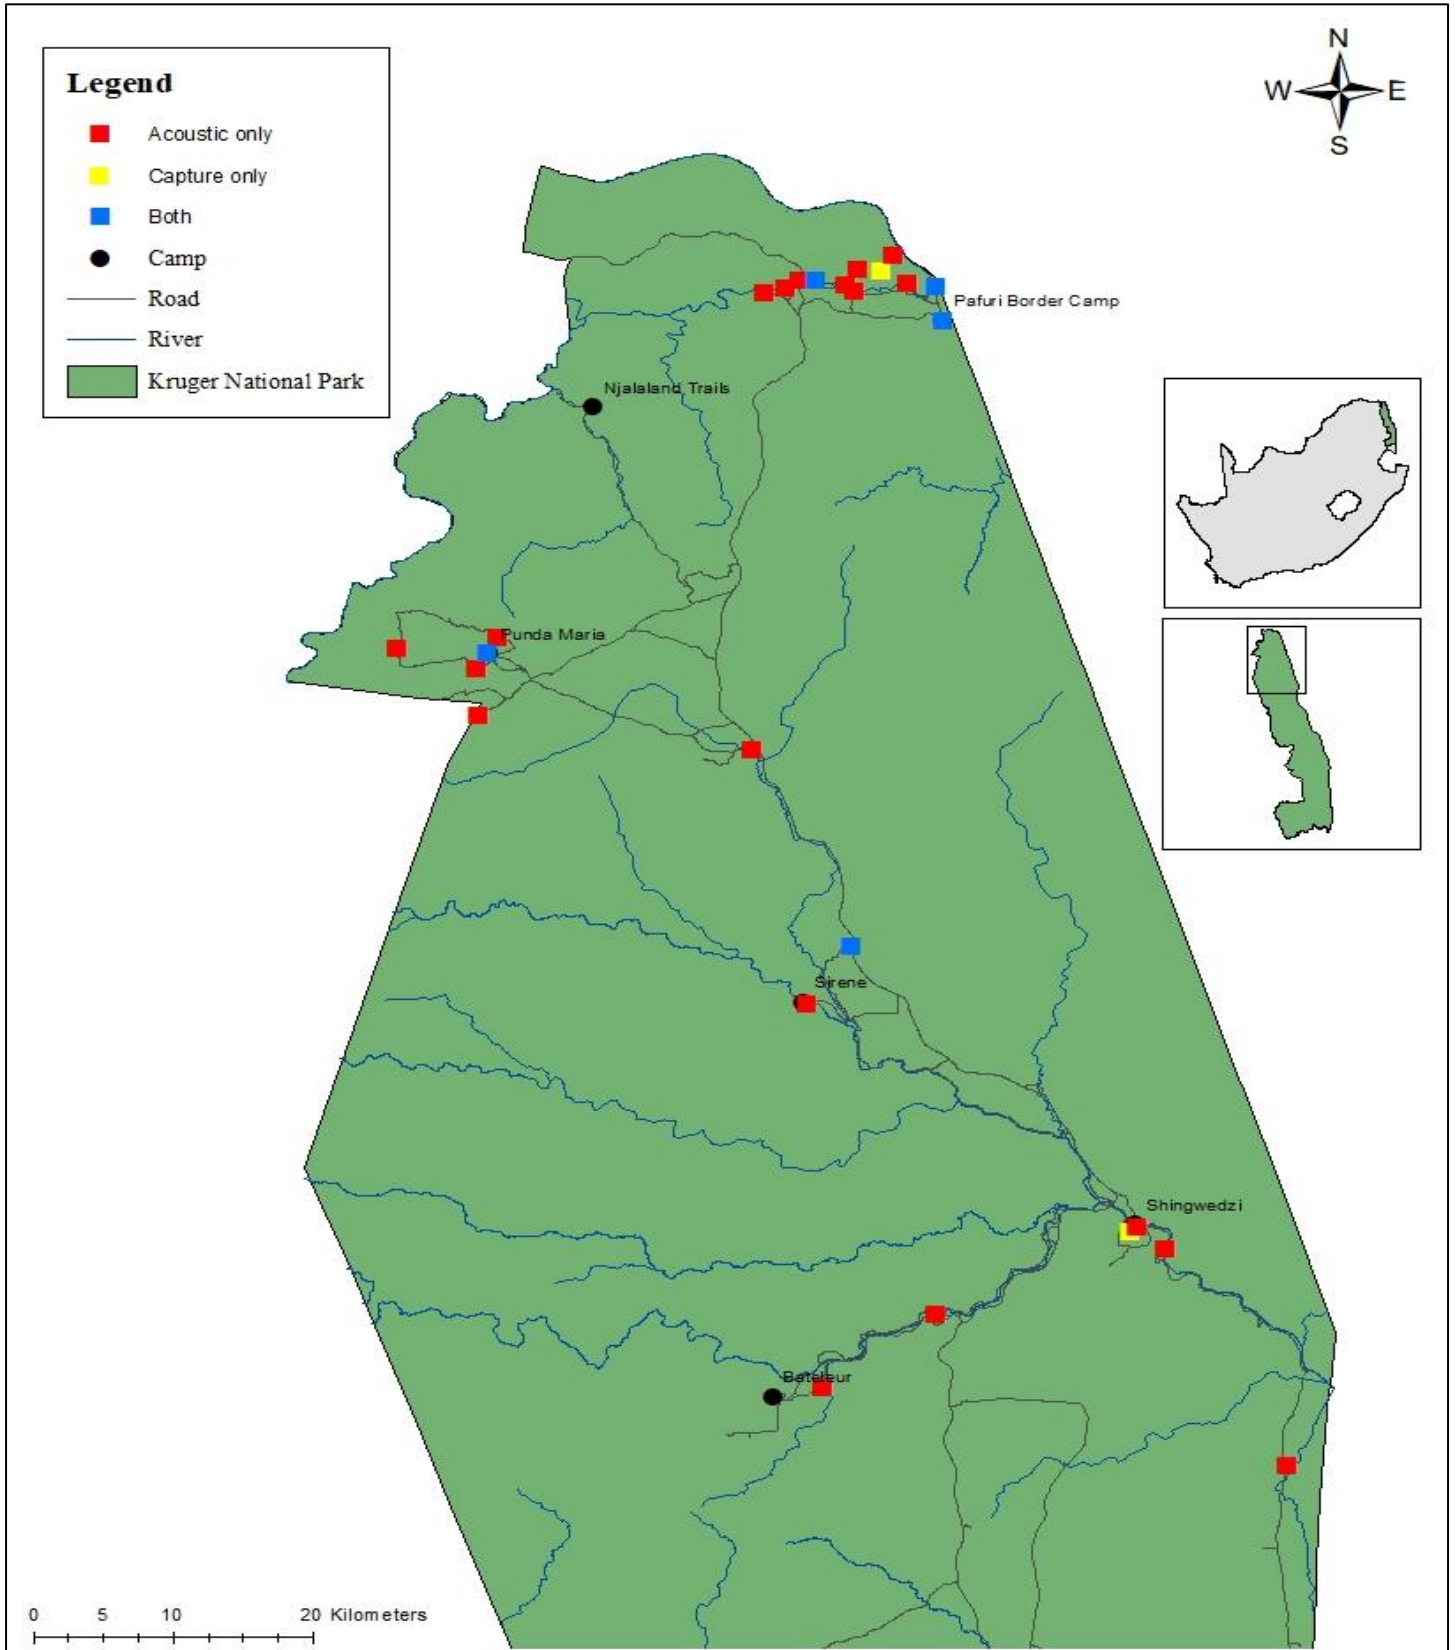 Legend
Acoustic only
Capture only
Both
Camp
Road
River
Kruger National Park
N
W E
S
Pafuri Border Camp
Njalaland Trails
Punda Maria
Sirene
Shingwedzi
Bateleur
0 5 10 20 Kilometers